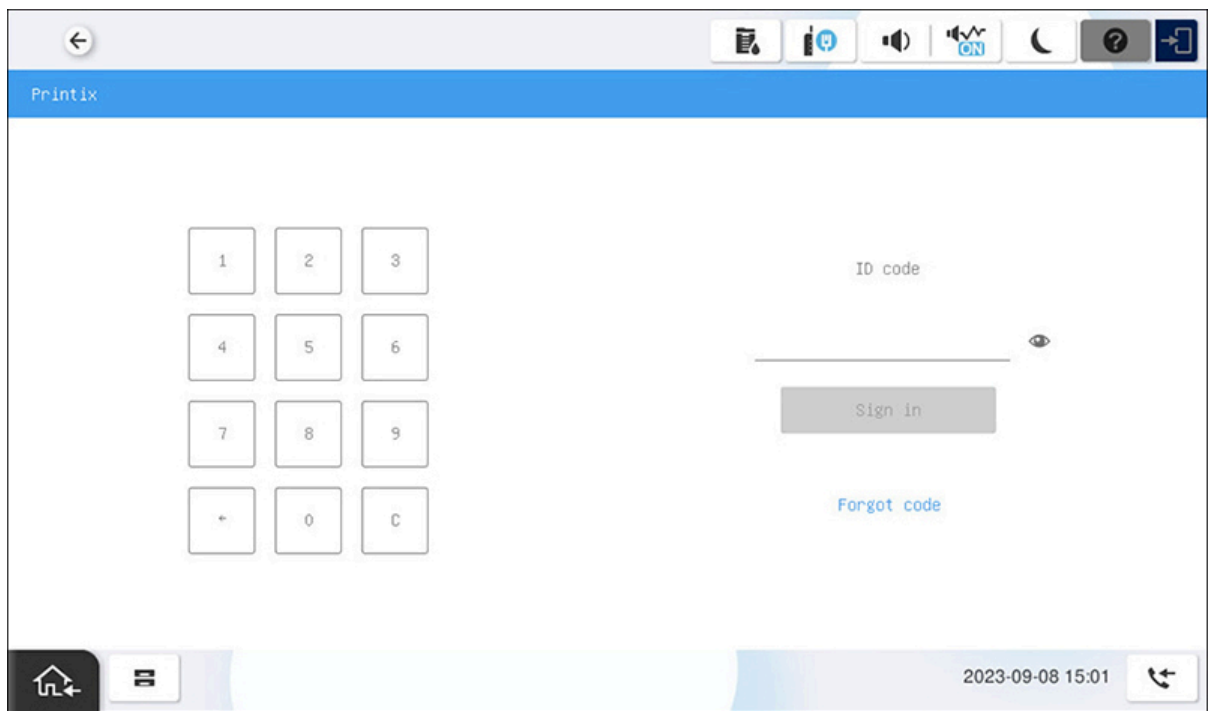 ON
Printix
1 2 3
ID code
4 5 6
Sign in
7 8 9
Forgot code
← 0 C
2023-09-08 15:01